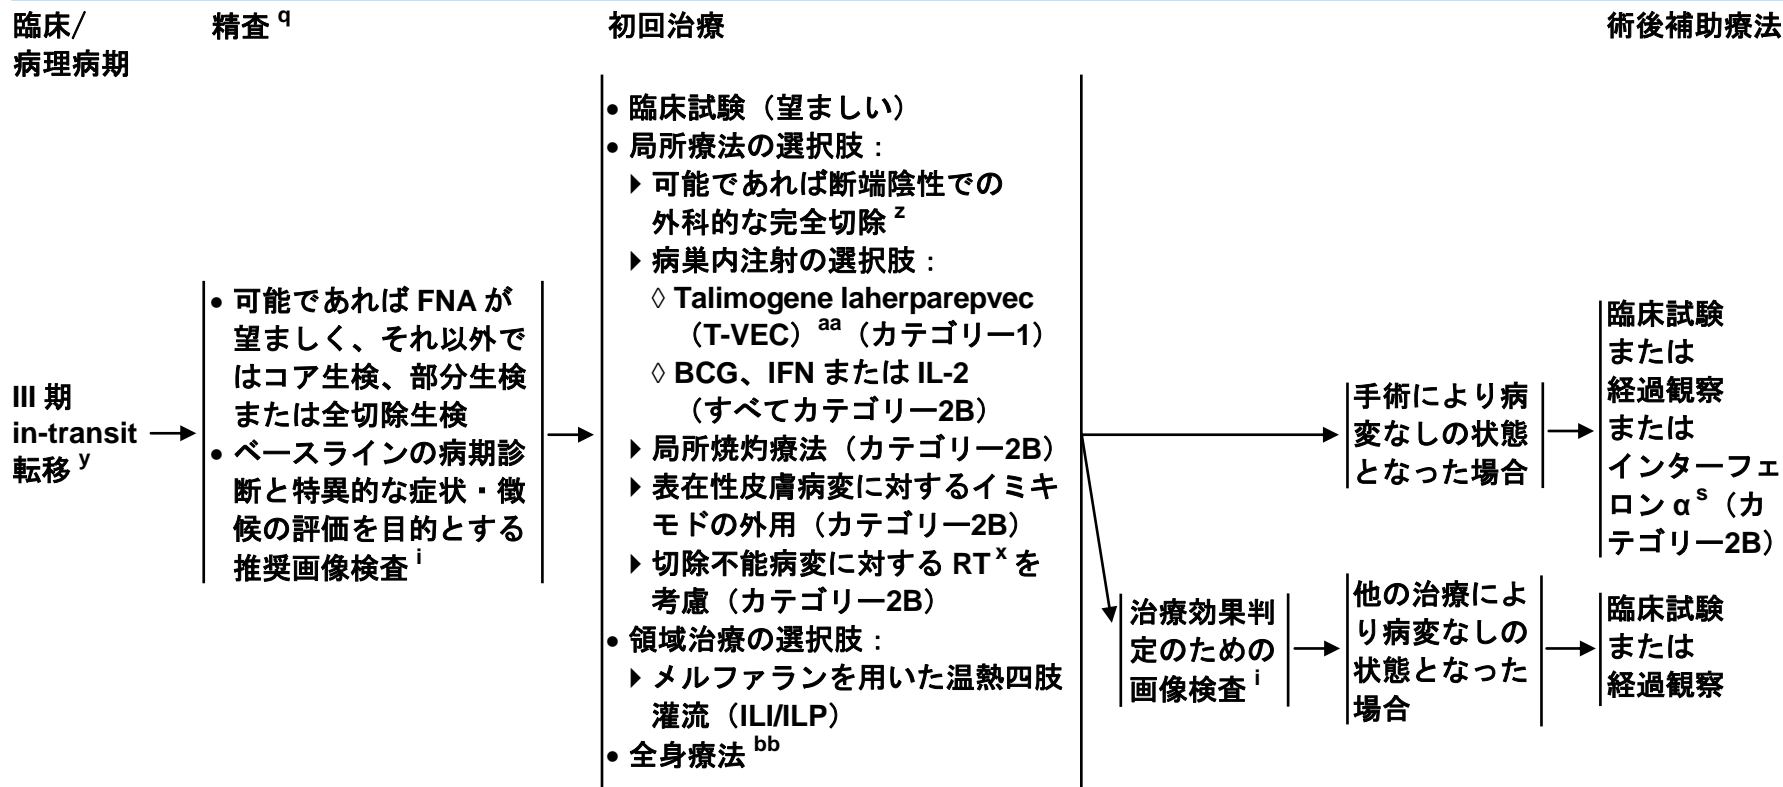 臨床/
病理病期
精査 q
初回治療
術後補助療法
III 期
in-transit
転移 y
• 可能であれば FNA が
望ましく、それ以外で
はコア生検、部分生検
または全切除生検
• ベースラインの病期診
断と特異的な症状・徴
候の評価を目的とする
推奨画像検査 i
• 臨床試験（望ましい）
• 局所療法の選択肢：
可能であれば断端陰性での
外科的な完全切除 z
病巣内注射の選択肢：
◊ Talimogene laherparepvec
（T-VEC）aa（カテゴリー1）
◊ BCG、IFN または IL-2
（すべてカテゴリー2B）
局所焼灼療法（カテゴリー2B）
表在性皮膚病変に対するイミキ
モドの外用（カテゴリー2B）
切除不能病変に対する RT x を
考慮（カテゴリー2B）
• 領域治療の選択肢：
メルファランを用いた温熱四肢
灌流（ILI/ILP）
• 全身療法 bb
手術により病
変なしの状態
となった場合
臨床試験
または
経過観察
または
インターフェ
ロン α s（カ
テゴリー2B）
治療効果判
定のための
画像検査 i
他の治療によ
り病変なしの
状態となった
場合
臨床試験
または
経過観察